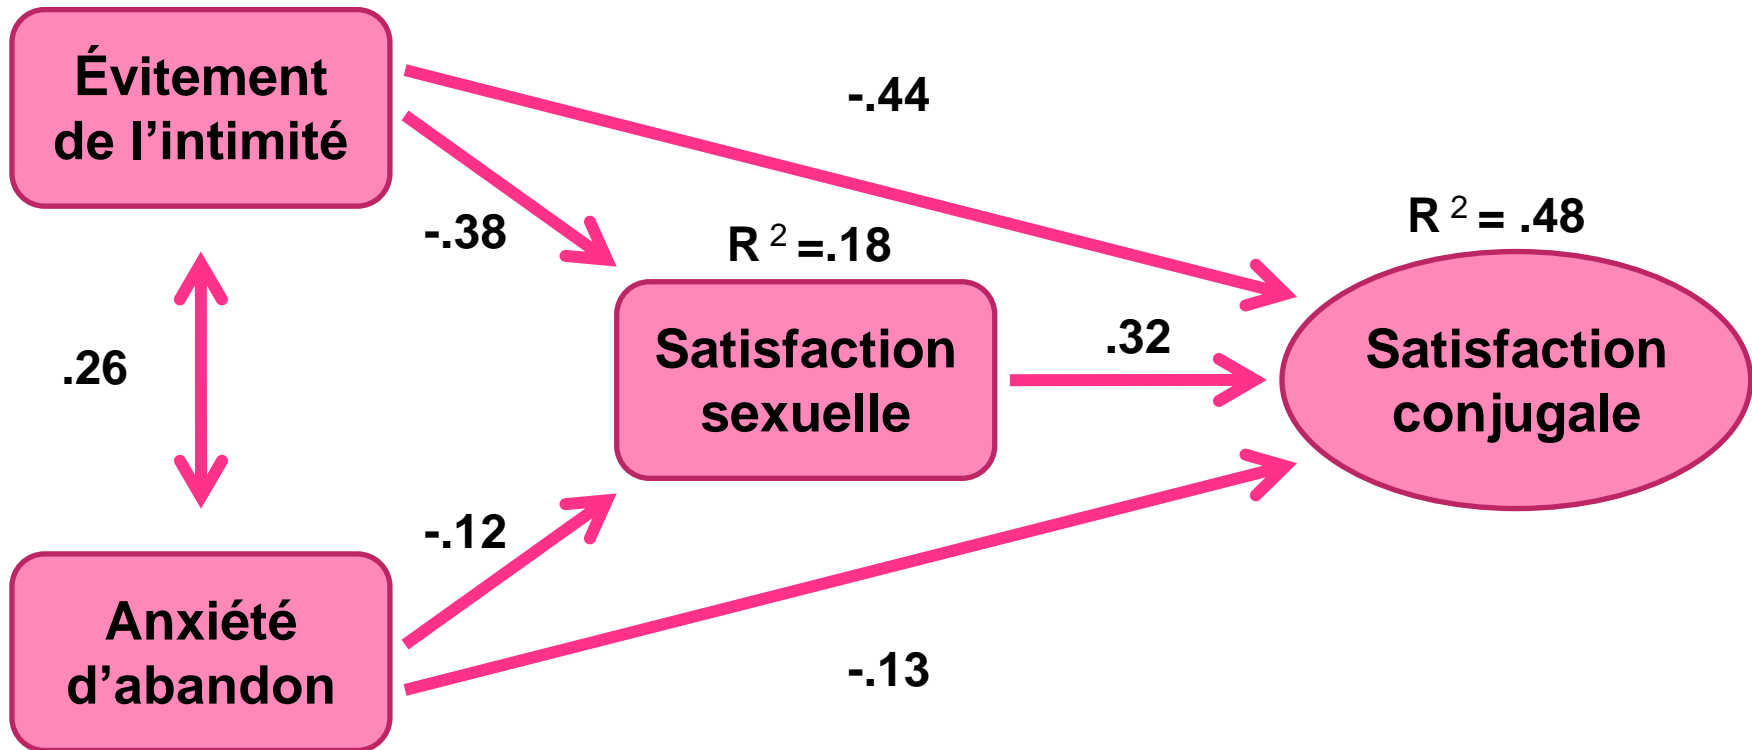 Évitement
de l’intimité
-.44
-.38
R 2 =.18
R 2 = .48
.26
Satisfaction
sexuelle
.32
Satisfaction
conjugale
-.12
Anxiété
d’abandon
-.13